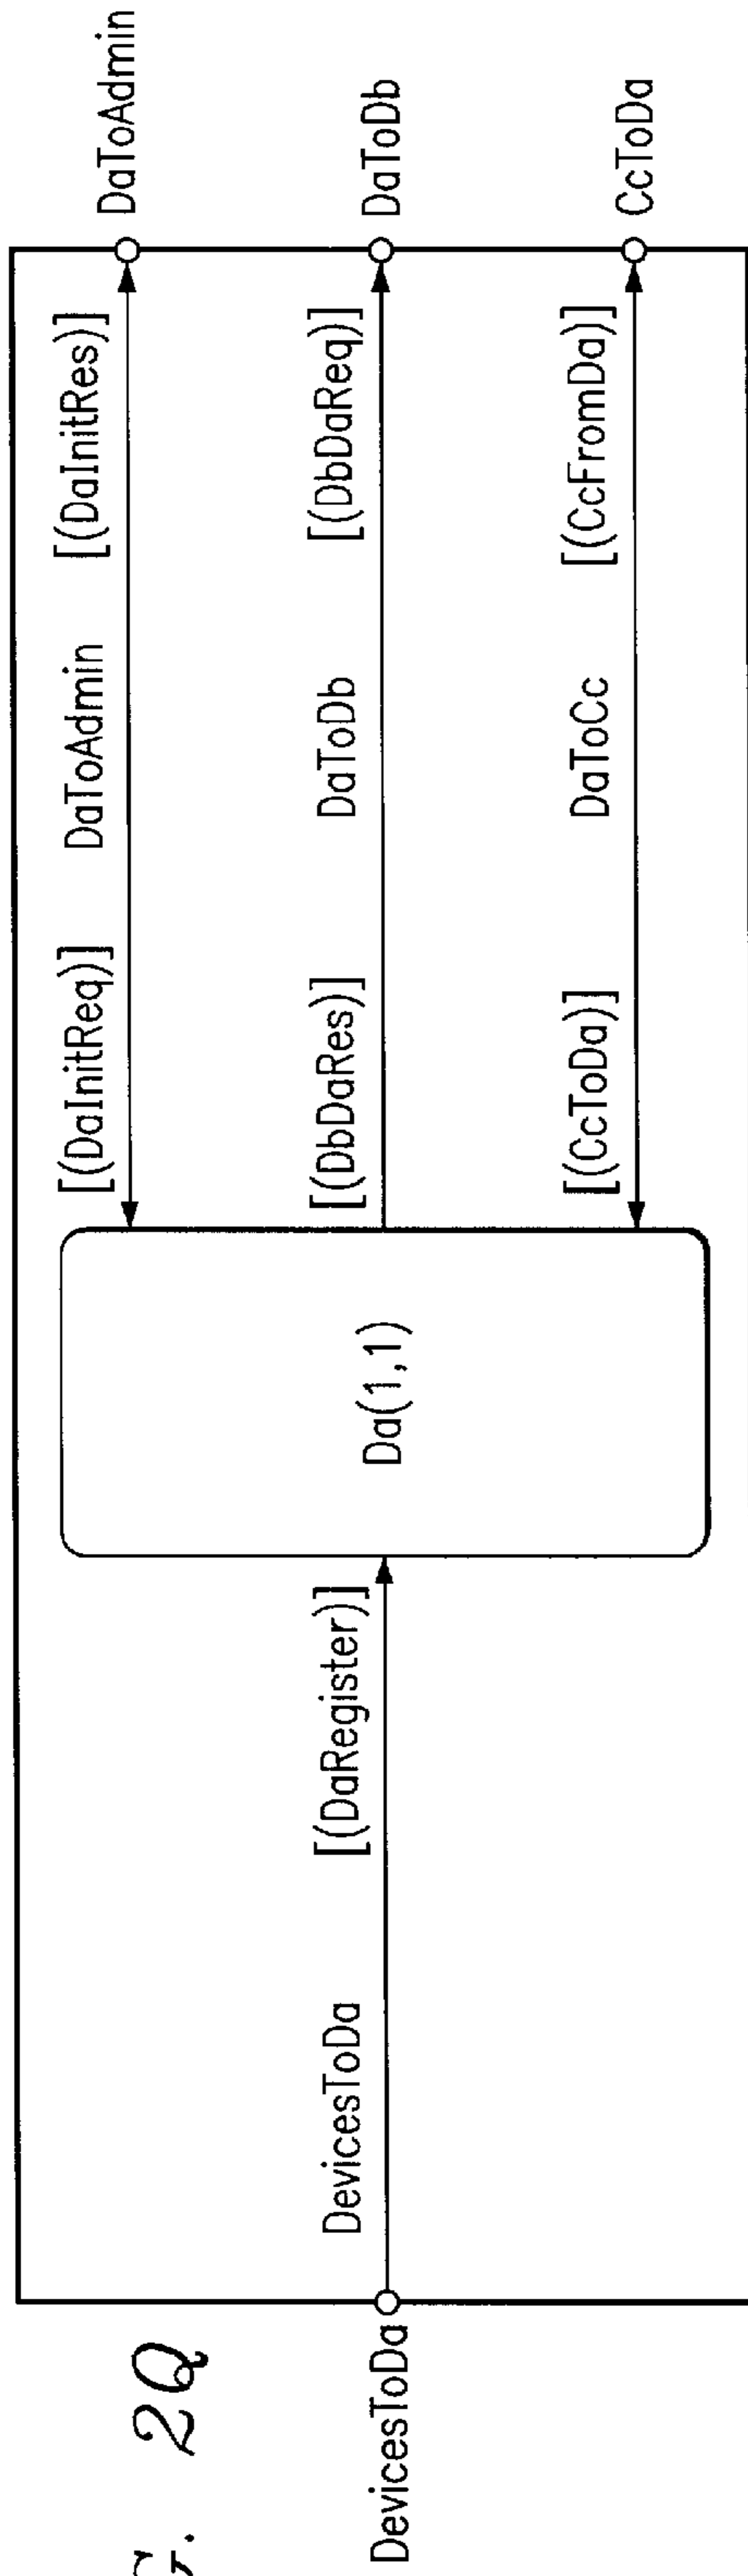 DaToAdmin
[(DaInitReq)]
DaToAdmin
[(DaInitRes)]
DevicesToDa
DevicesToDa
[(DaRegister)]
Da(1,1)
[(DbDaRes)]
DaToDb
[(DbDaReq)]
DaToDb
[(CcToDa)]
DaToCc
[(CcFromDa)]
CcToDa
G. 2Q